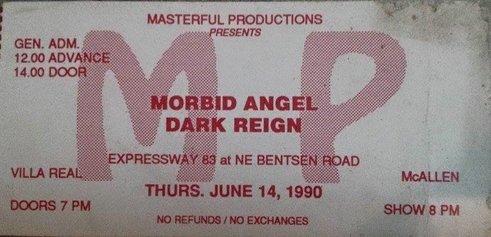 MASTERFUL PRODUCTIONS
PRESENTS
GEN. ADM.
12.00 ADVANCE
14.00 DOOR
MP
MORBID ANGEL
DARK REIGN
EXPRESSWAY 83 at NE BENTSEN ROAD
VILLA REAL
McALLEN
THURS. JUNE 14, 1990
DOORS 7 PM
SHOW 8 PM
NO REFUNDS / NO EXCHANGES